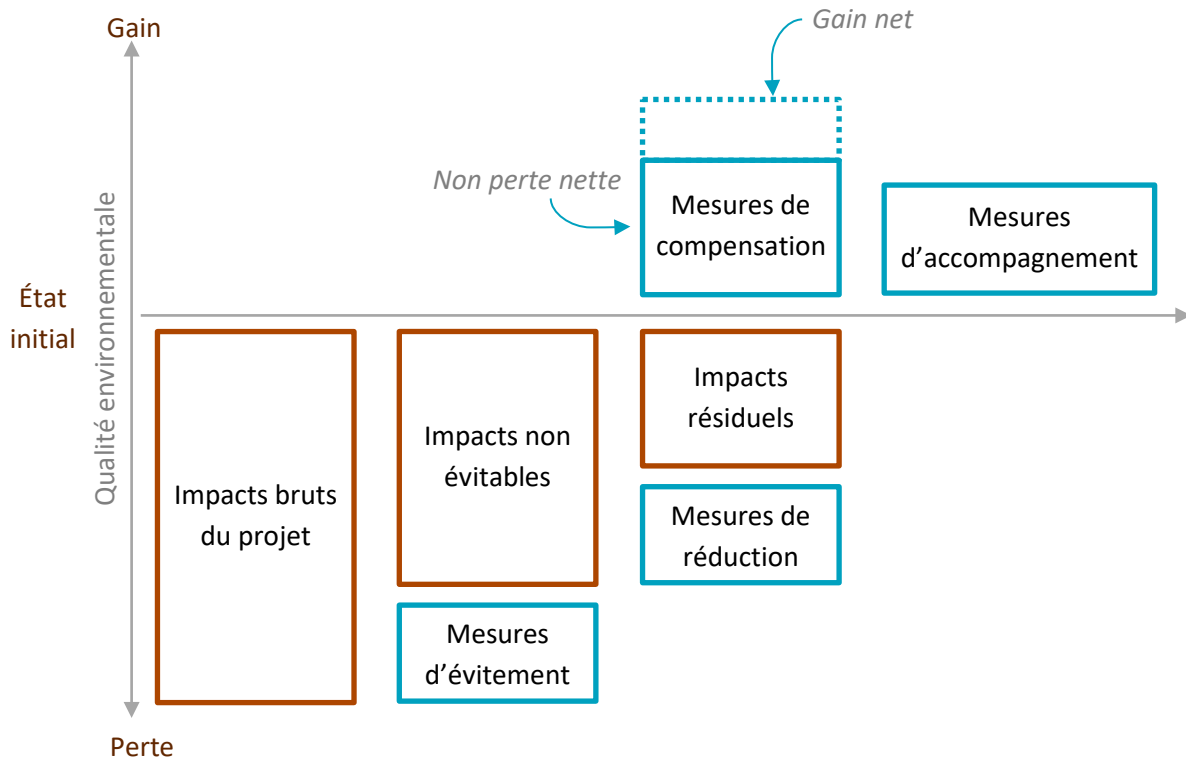 Gain
Gain net
Non perte nette
Mesures de
compensation
Mesures
d’accompagnement
État
initial
Qualité environnementale
Impacts bruts
du projet
Impacts non
évitables
Impacts
résiduels
Mesures de
réduction
Mesures
d’évitement
Perte